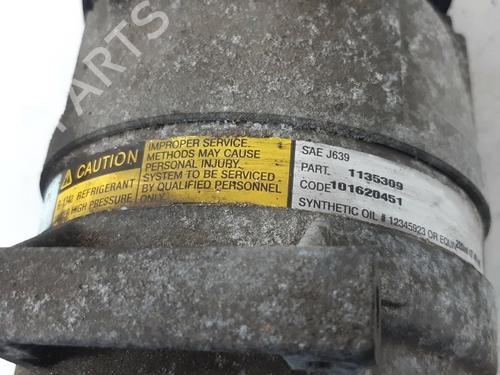 CAUTION
REFRIGERANT
HIGH PRESSURE
IMPROPER SERVICE
METHODS MAY CAUSE
PERSONAL INJURY.
SYSTEM TO BE SERVICED
BY QUALIFIED PERSONNEL
ONLY
SAE J639
PART. 1135309
CODE 101620451
SYNTHETIC OIL # 12345923 OR EQUIV